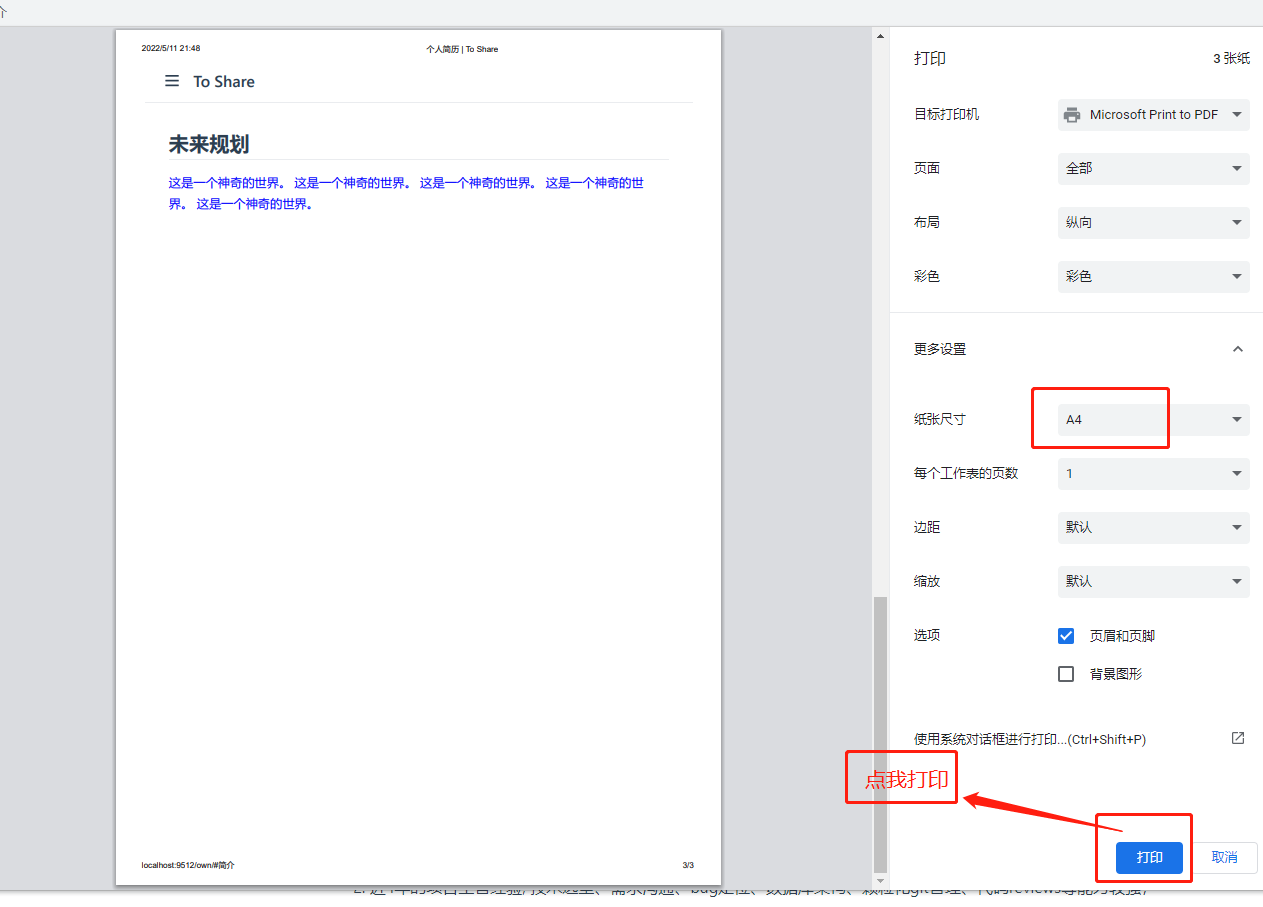 介
2022/5/11 21:48
个人简历 | To Share
To Share
未来规划
这是一个神奇的世界。 这是一个神奇的世界。 这是一个神奇的世界。 这是一个神奇的世
界。 这是一个神奇的世界。
localhost:9512/own/#简介
3/3
打印
3 张纸
目标打印机
Microsoft Print to PDF
页面
全部
布局
纵向
彩色
彩色
更多设置
纸张尺寸
A4
每个工作表的页数
1
边距
默认
缩放
默认
选项
页眉和页脚
背景图形
使用系统对话框进行打印...(Ctrl+Shift+P)
点我打印
打印
取消